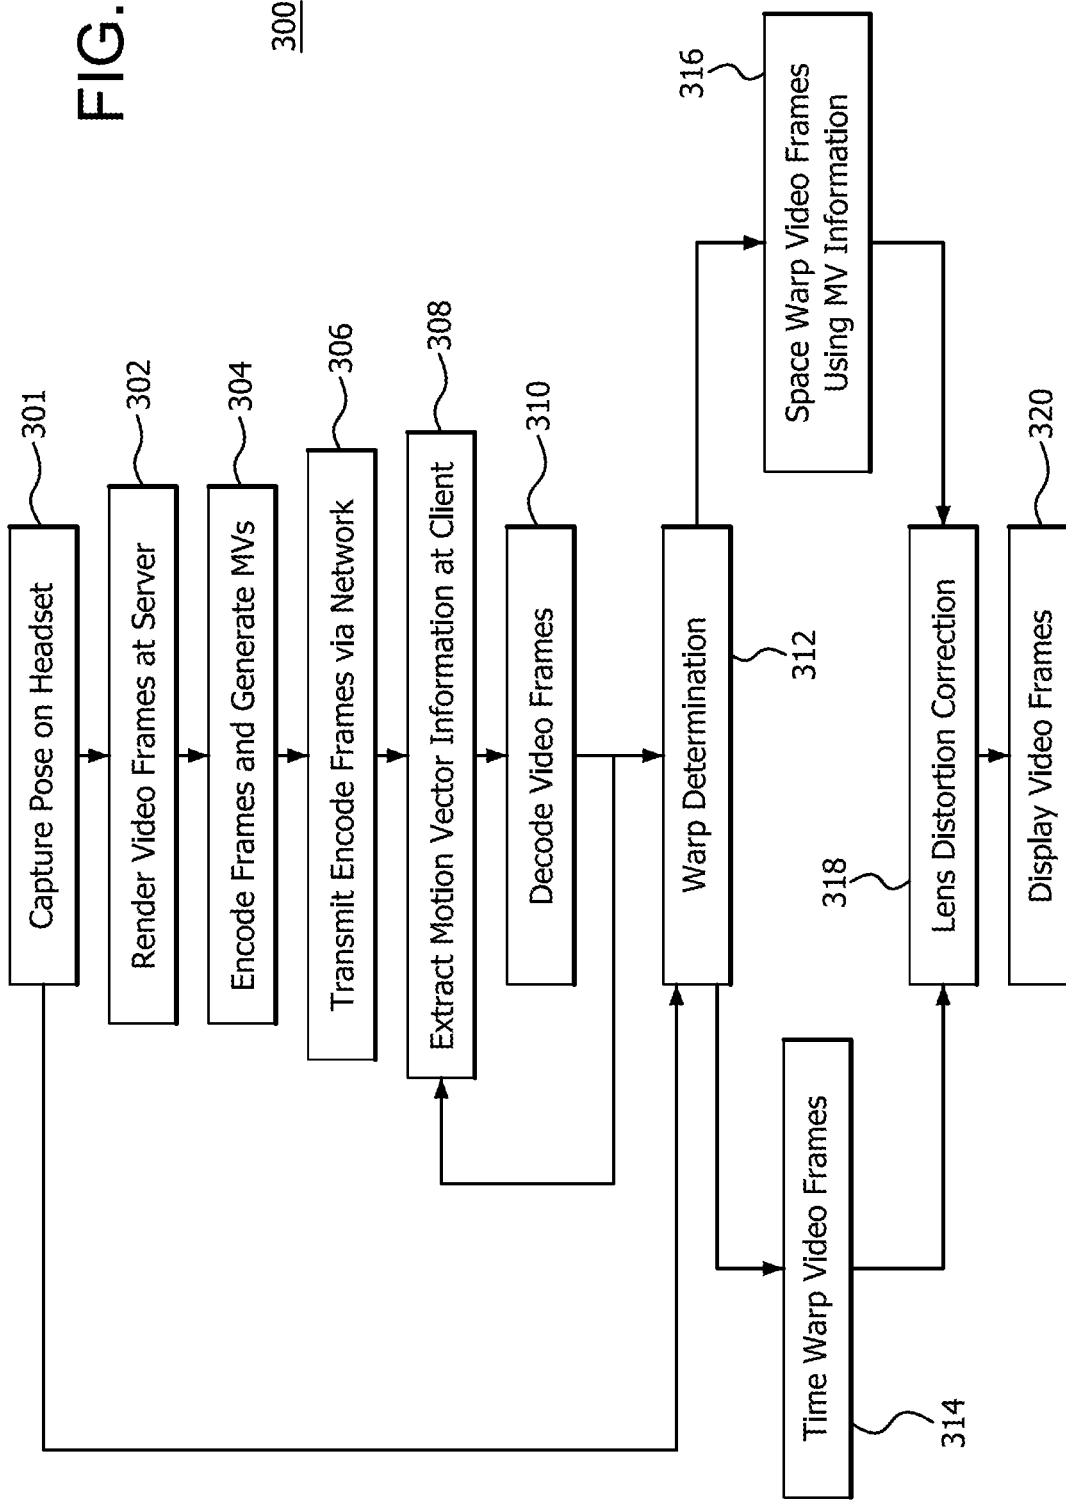 FIG.
300
Capture Pose on Headset
301
Render Video Frames at Server
302
Encode Frames and Generate MVs
304
Transmit Encode Frames via Network
306
Extract Motion Vector Information at Client
308
Decode Video Frames
310
Warp Determination
312
Time Warp Video Frames
314
Space Warp Video Frames
Using MV Information
316
Lens Distortion Correction
318
Display Video Frames
320